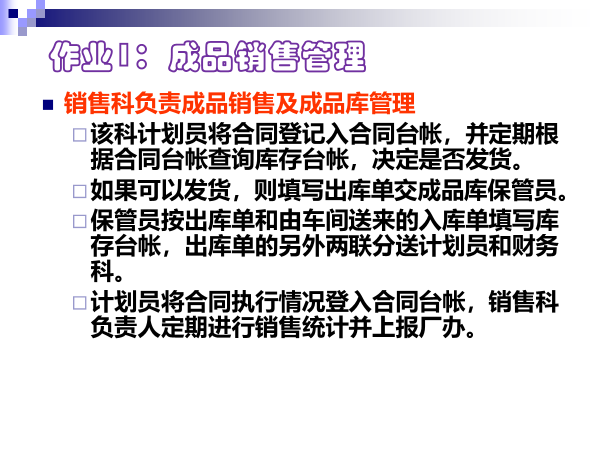 作业1：成品销售管理
销售科负责成品销售及成品库管理
该科计划员将合同登记入合同台帐，并定期根
据合同台帐查询库存台帐，决定是否发货。
如果可以发货，则填写出库单交成品库保管员。
保管员按出库单和由车间送来的入库单填写库
存台帐，出库单的另外两联分送计划员和财务
科。
计划员将合同执行情况登入合同台帐，销售科
负责人定期进行销售统计并上报厂办。